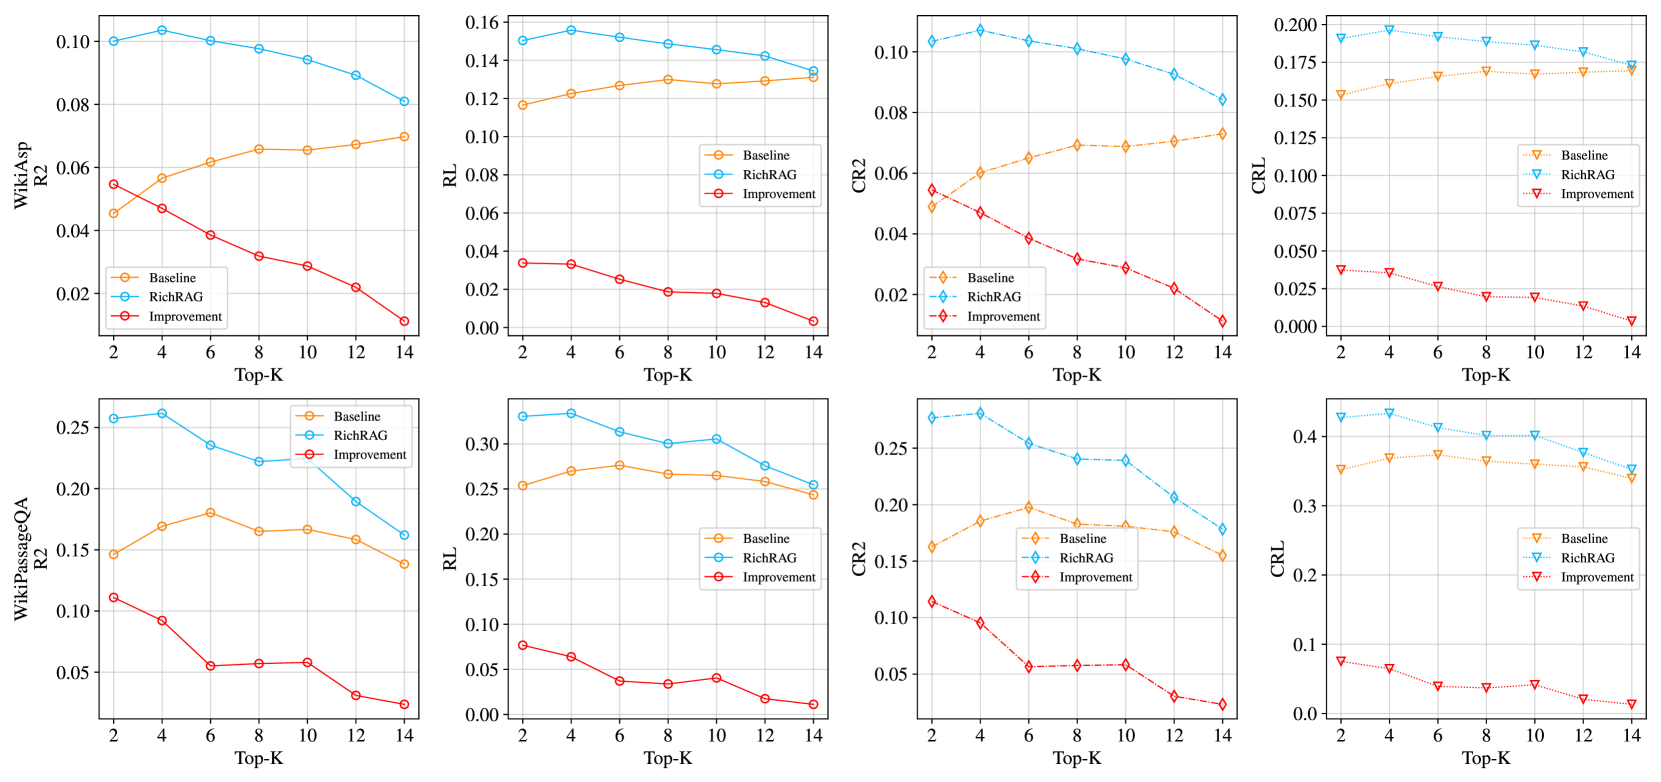 WikiAsp
R2
0.10
0.08
0.06
0.04
0.02
Baseline
RichRAG
Improvement
2 4 6 8 10 12 14
Top-K
RL
0.16
0.14
0.12
0.10
0.08
0.06
0.04
0.02
0.00
Baseline
RichRAG
Improvement
2 4 6 8 10 12 14
Top-K
CR2
0.10
0.08
0.06
0.04
0.02
Baseline
RichRAG
Improvement
2 4 6 8 10 12 14
Top-K
CRL
0.200
0.175
0.150
0.125
0.100
0.075
0.050
0.025
0.000
Baseline
RichRAG
Improvement
2 4 6 8 10 12 14
Top-K
WikiPassageQA
R2
0.25
0.20
0.15
0.10
0.05
Baseline
RichRAG
Improvement
2 4 6 8 10 12 14
Top-K
RL
0.30
0.25
0.20
0.15
0.10
0.05
0.00
Baseline
RichRAG
Improvement
2 4 6 8 10 12 14
Top-K
CR2
0.25
0.20
0.15
0.10
0.05
Baseline
RichRAG
Improvement
2 4 6 8 10 12 14
Top-K
CRL
0.4
0.3
0.2
0.1
0.0
Baseline
RichRAG
Improvement
2 4 6 8 10 12 14
Top-K